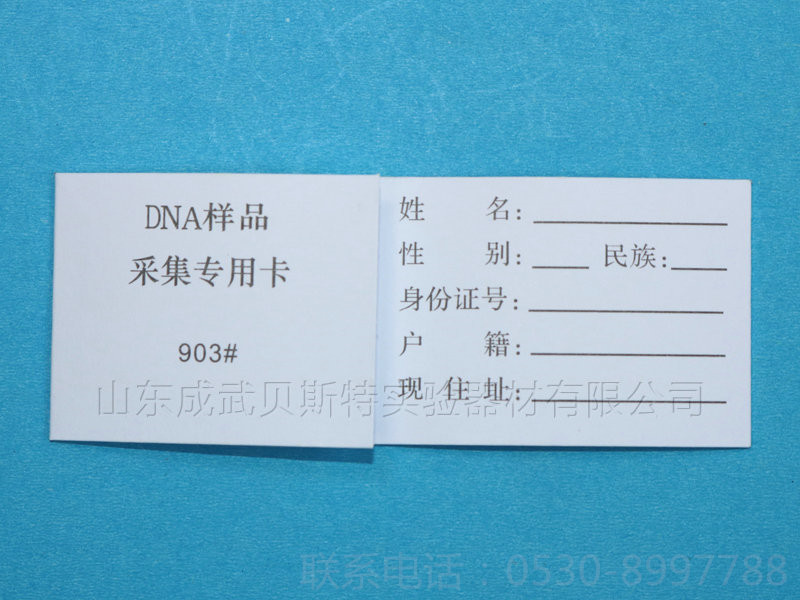 DNA样品
采集专用卡
903#
姓 名:
性 别: 民族:
身份证号:
户 籍:
现 住 址:
山东成武贝斯特实验器材有限公司
联系电话：0530-8997788